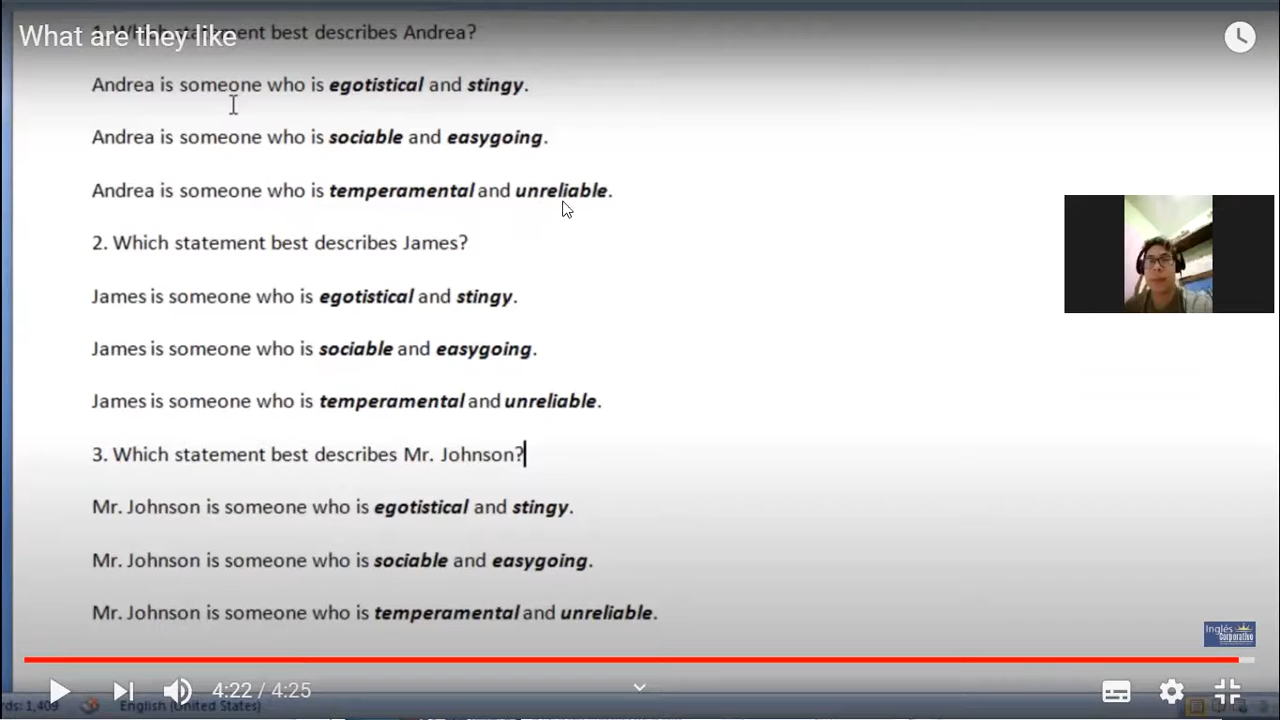 What are they like
1. Which statement best describes Andrea?
Andrea is someone who is egotistical and stingy.
Andrea is someone who is sociable and easygoing.
Andrea is someone who is temperamental and unreliable.
2. Which statement best describes James?
James is someone who is egotistical and stingy.
James is someone who is sociable and easygoing.
James is someone who is temperamental and unreliable.
3. Which statement best describes Mr. Johnson?
Mr. Johnson is someone who is egotistical and stingy.
Mr. Johnson is someone who is sociable and easygoing.
Mr. Johnson is someone who is temperamental and unreliable.
Inglés
Corporativo
4:22 / 4:25
rds: 1,409 English (United States)